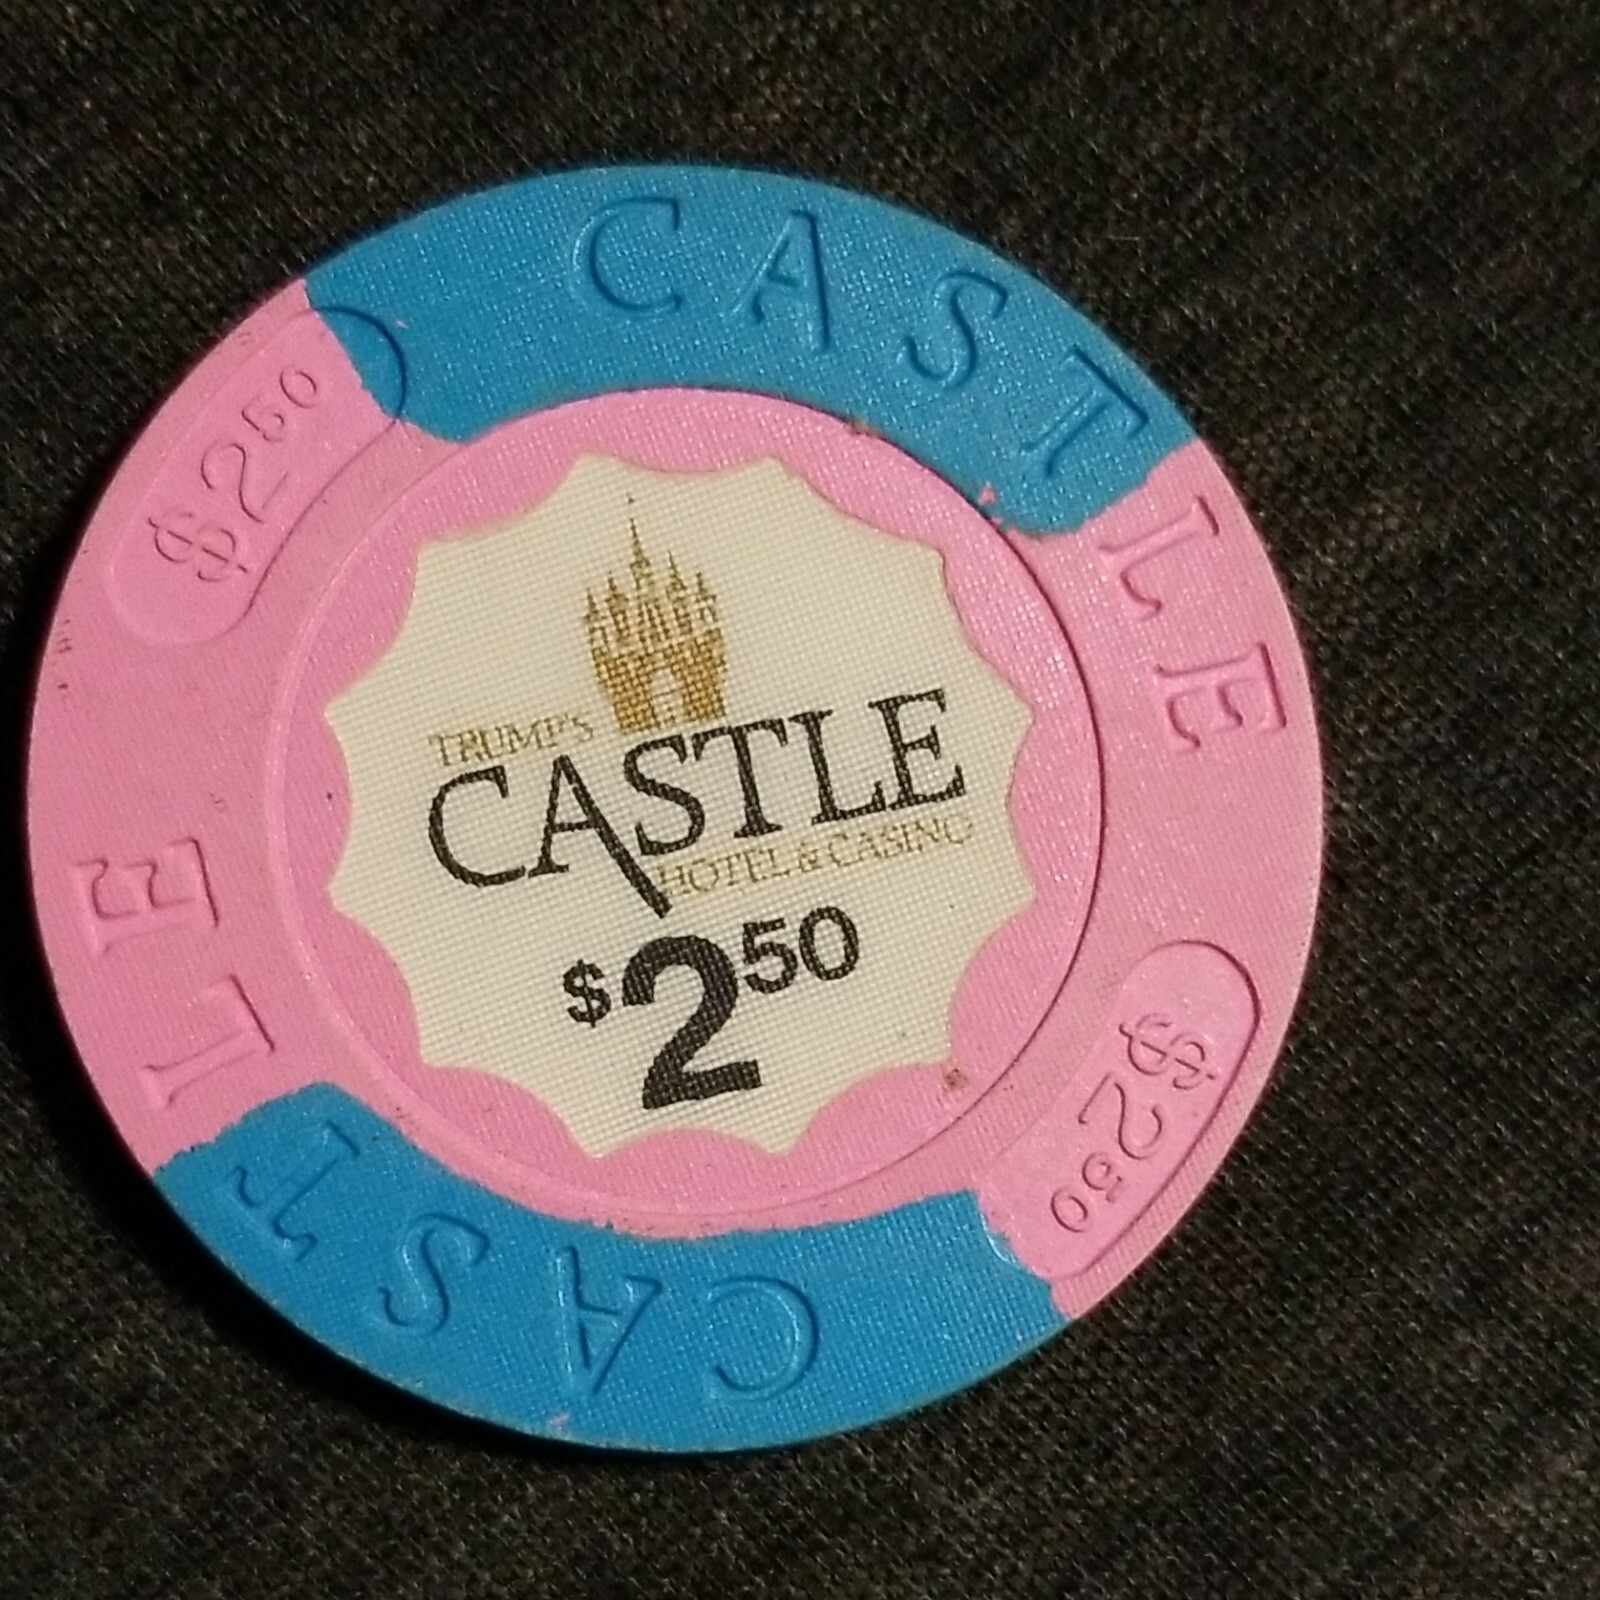 CASTLE
$2.50
TRUMP'S
CASTLE
HOTEL & CASINO
$2 50
$2.50
CASTLE